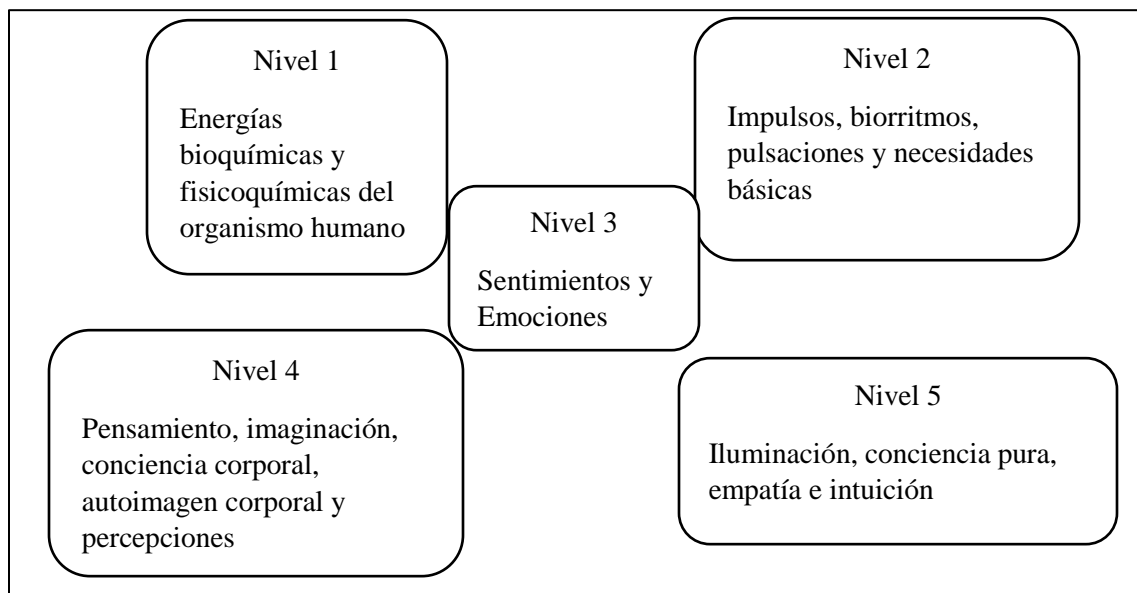 Nivel 1
Energías
bioquímicas y
fisicoquímicas del
organismo humano
Nivel 2
Impulsos, biorritmos,
pulsaciones y necesidades
básicas
Nivel 3
Sentimientos y
Emociones
Nivel 4
Pensamiento, imaginación,
conciencia corporal,
autoimagen corporal y
percepciones
Nivel 5
Iluminación, conciencia pura,
empatía e intuición